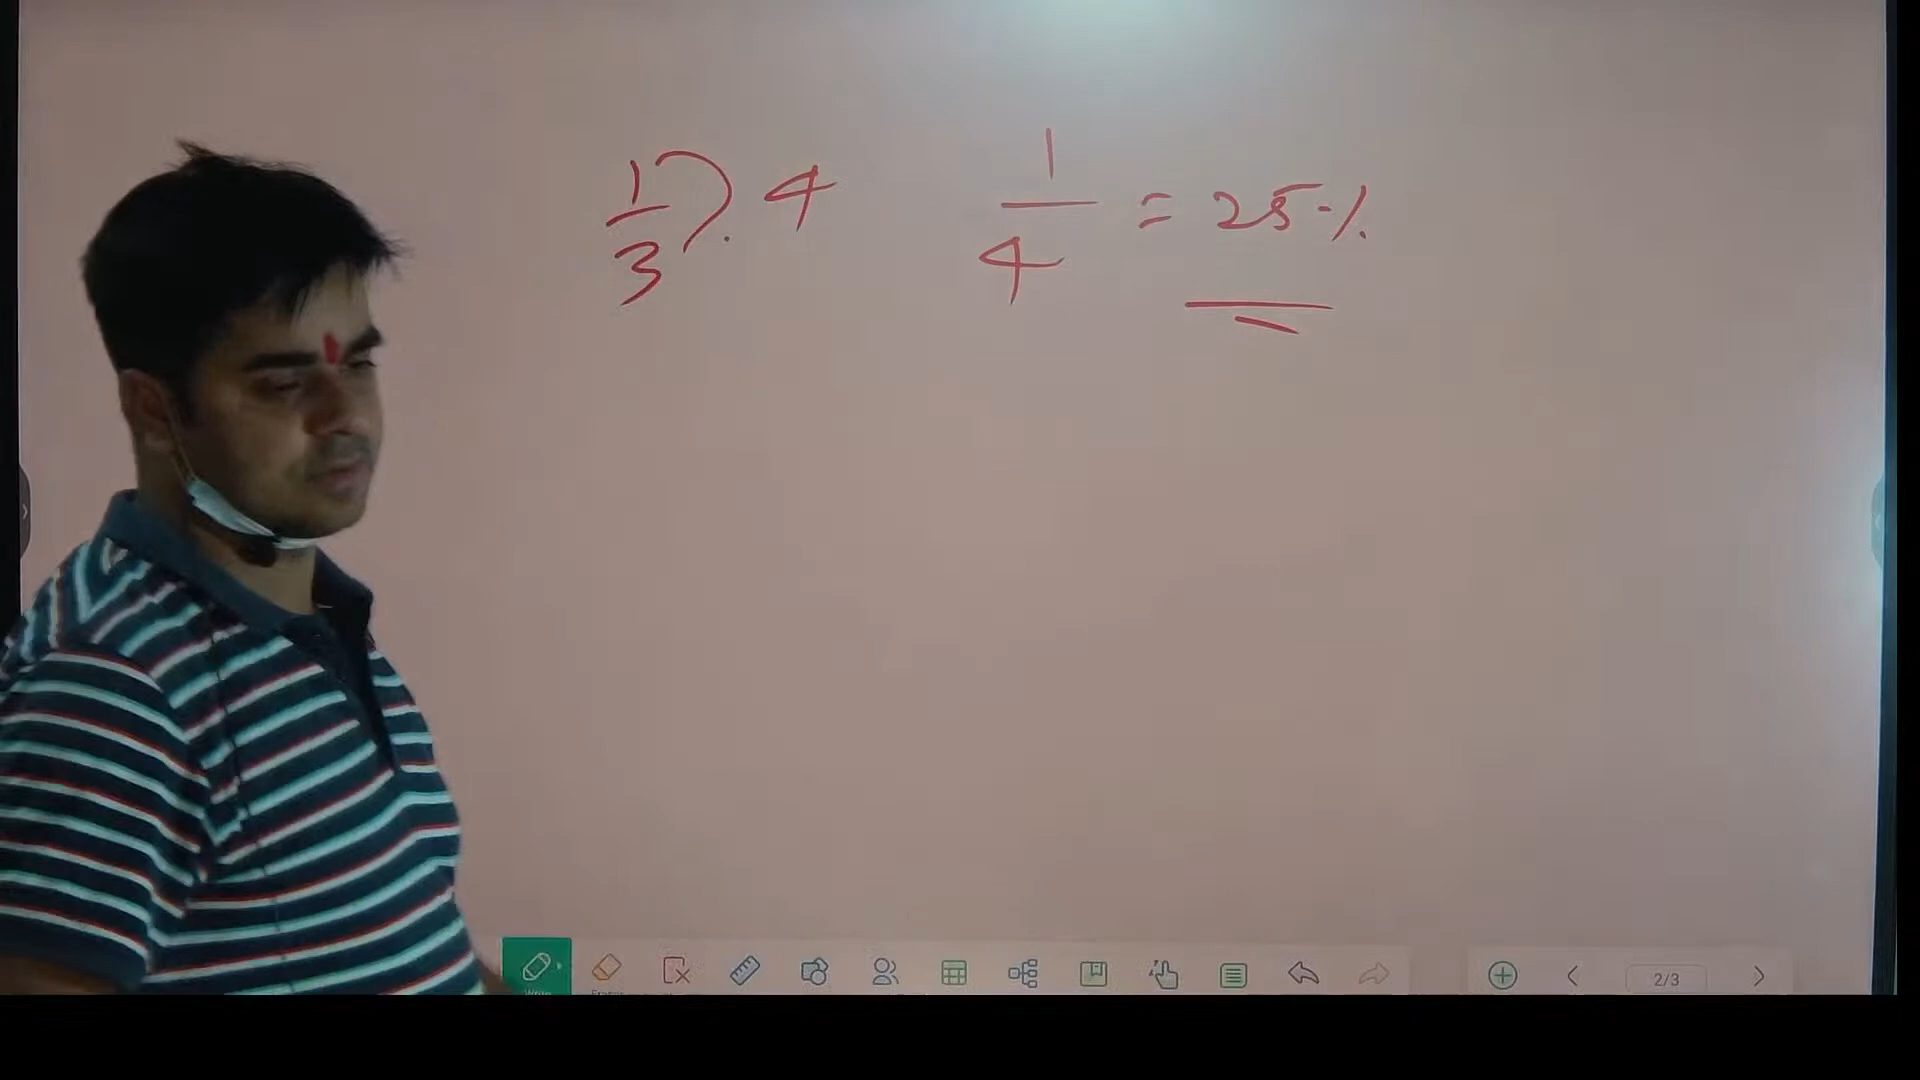 1/3 ) . 4
1/4 = 25 %
2/3